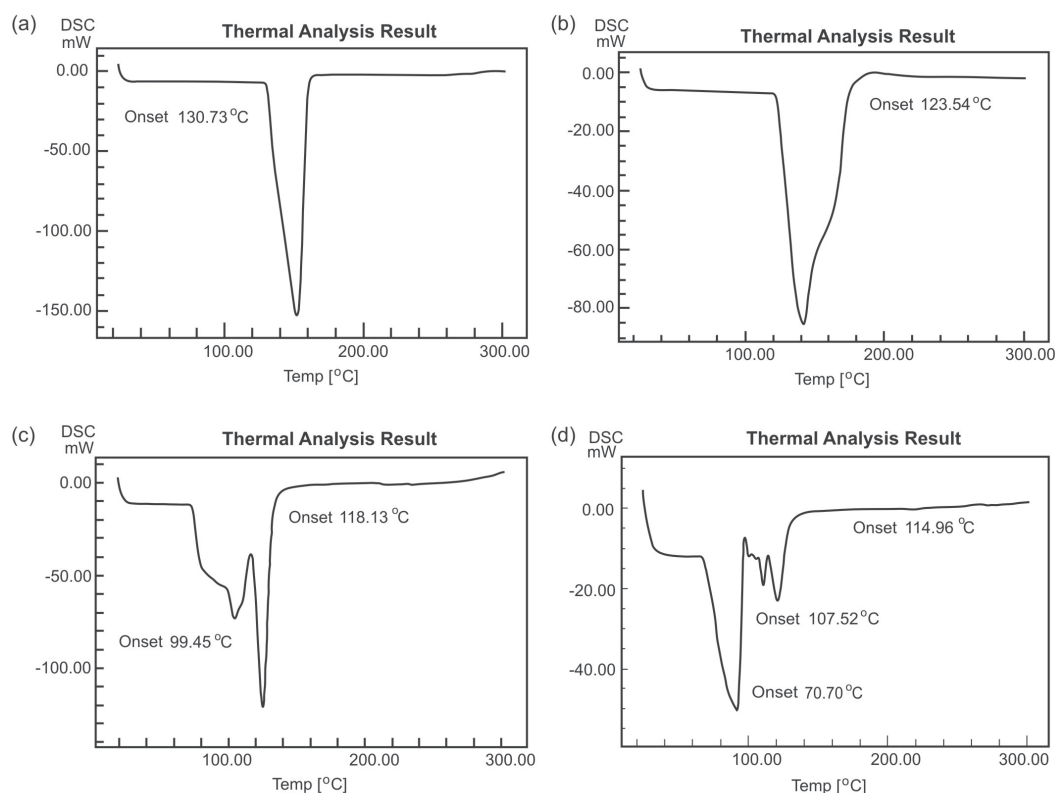 (a)
DSC
mW
Thermal Analysis Result
0.00
-50.00
-100.00
-150.00
Onset 130.73 °C
100.00 200.00 300.00
Temp [°C]
(b)
DSC
mW
Thermal Analysis Result
0.00
-20.00
-40.00
-60.00
-80.00
Onset 123.54 °C
100.00 200.00 300.00
Temp [°C]
(c)
DSC
mW
Thermal Analysis Result
0.00
-50.00
-100.00
Onset 118.13 °C
Onset 99.45 °C
100.00 200.00 300.00
Temp [°C]
(d)
DSC
mW
Thermal Analysis Result
0.00
-20.00
-40.00
Onset 114.96 °C
Onset 107.52 °C
Onset 70.70 °C
100.00 200.00 300.00
Temp [°C]